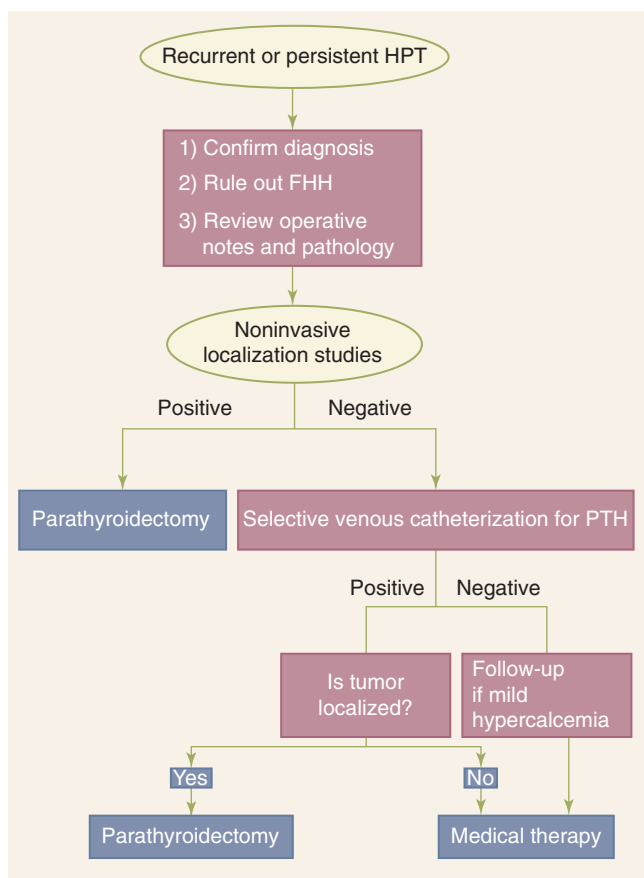 Recurrent or persistent HPT
1) Confirm diagnosis
2) Rule out FHH
3) Review operative
notes and pathology
Noninvasive
localization studies
Positive
Negative
Parathyroidectomy
Selective venous catheterization for PTH
Positive
Negative
Is tumor
localized?
Follow-up
if mild
hypercalcemia
Yes
No
Parathyroidectomy
Medical therapy